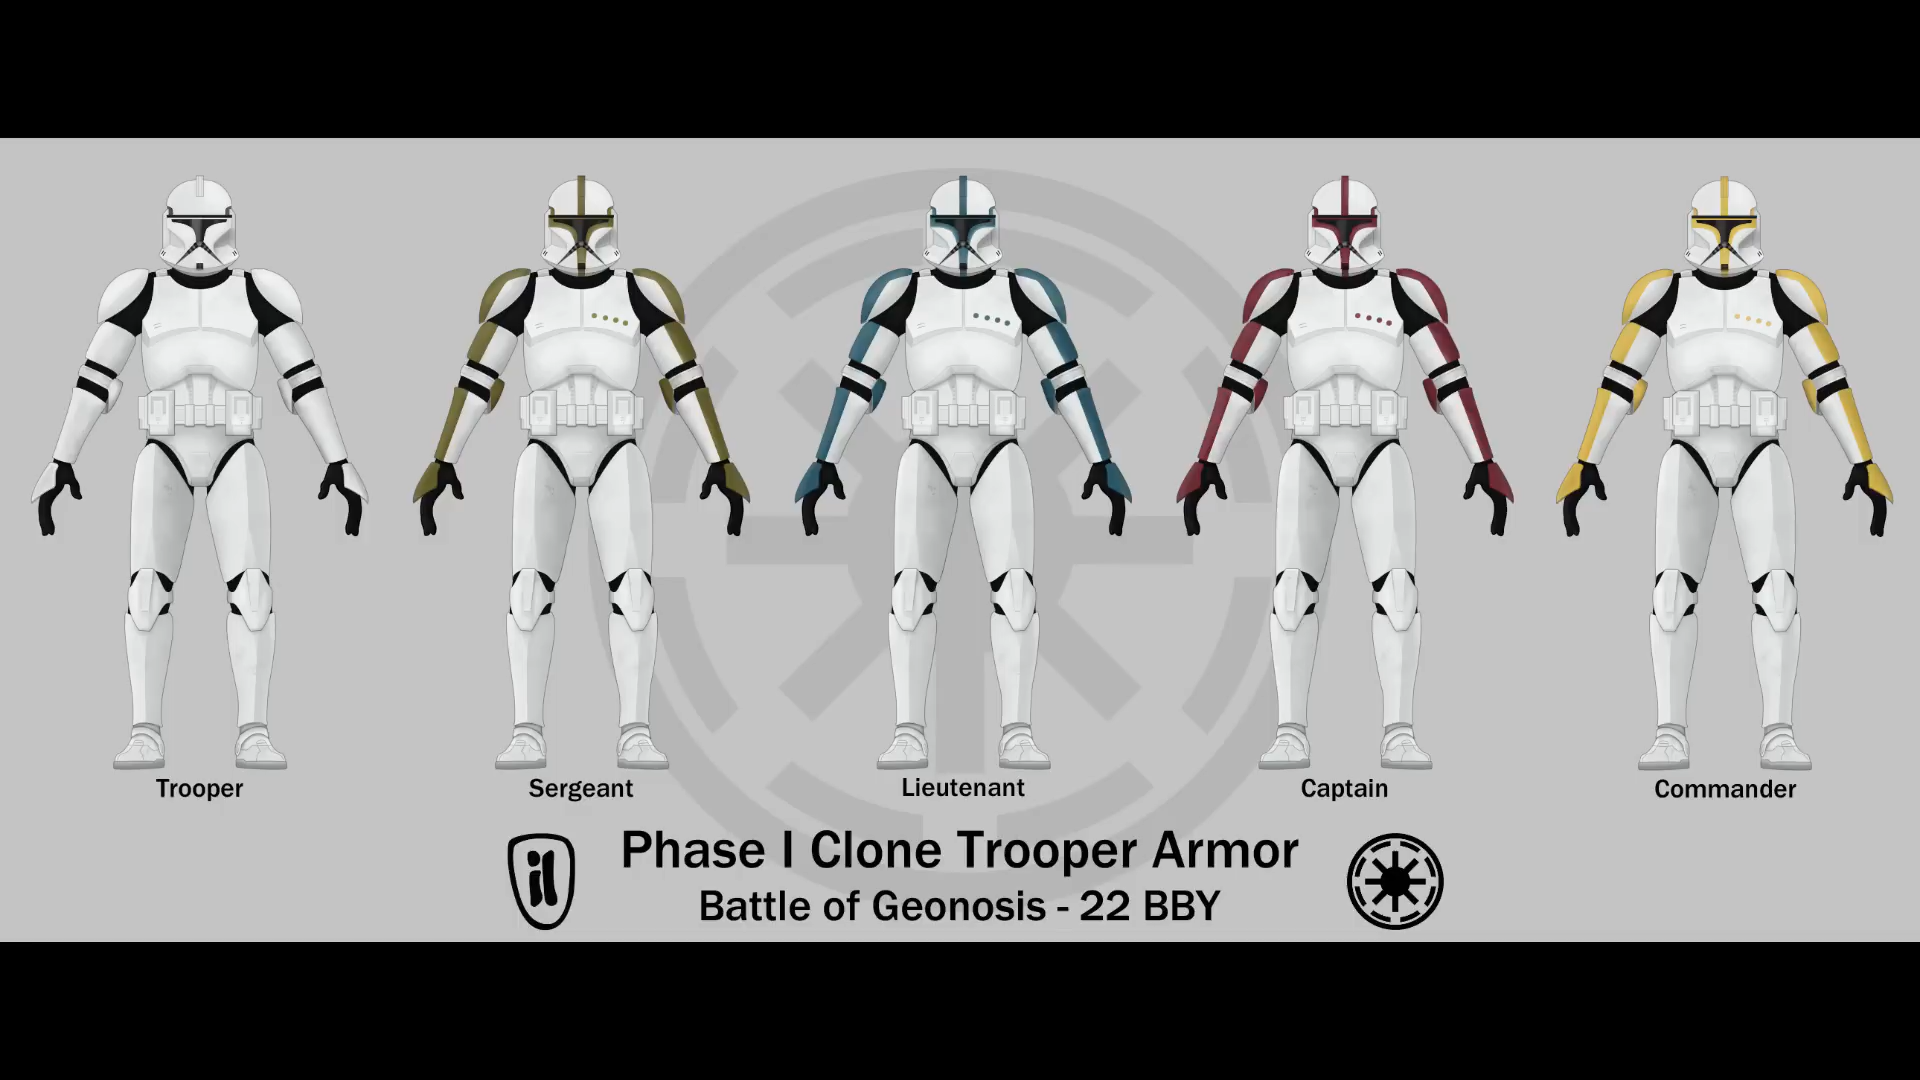 Trooper
Sergeant
Lieutenant
Captain
Commander
Phase I Clone Trooper Armor
Battle of Geonosis - 22 BBY